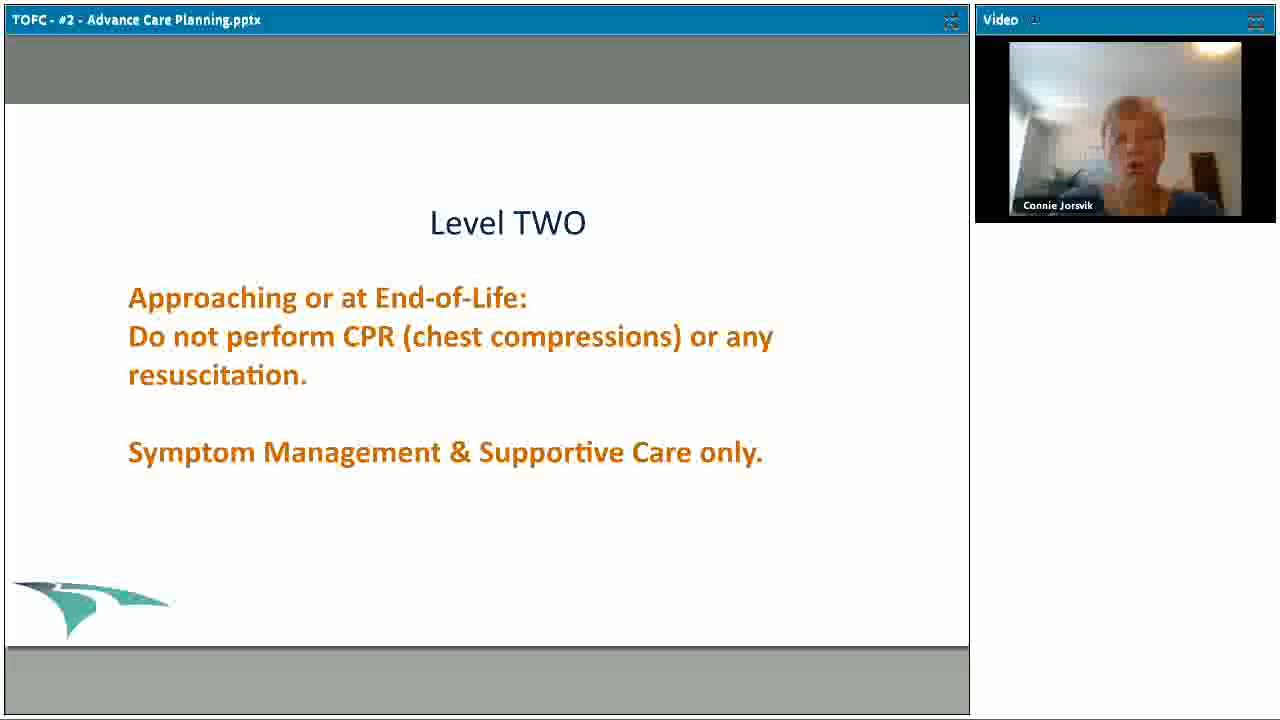 TOFC - #2 - Advance Care Planning.pptx
Video
Connie Jorsvik
Level TWO
Approaching or at End-of-Life:
Do not perform CPR (chest compressions) or any
resuscitation.
Symptom Management & Supportive Care only.